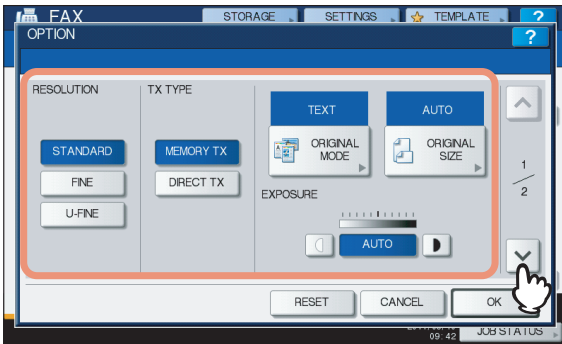 FAX STORAGE SETTINGS TEMPLATE ?
OPTION ?
RESOLUTION TX TYPE
TEXT AUTO
STANDARD MEMORY TX ORIGINAL MODE ORIGINAL SIZE
FINE DIRECT TX
U-FINE
EXPOSURE
AUTO
1
2
RESET CANCEL OK
09:42 JOB STATUS